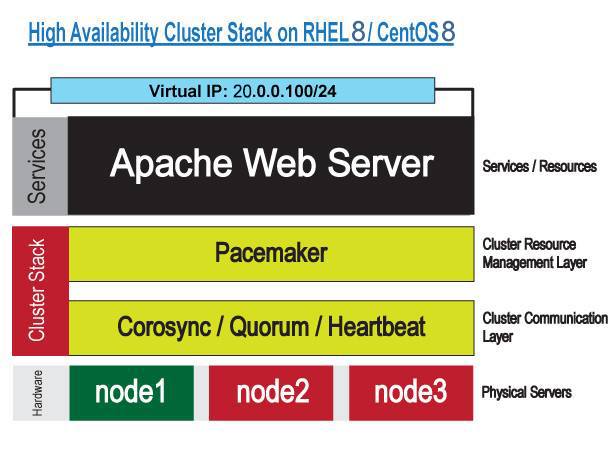 High Availability Cluster Stack on RHEL 8/ CentOS 8
Virtual IP: 20.0.0.100/24
Services
Apache Web Server
Services / Resources
Cluster Stack
Pacemaker
Cluster Resource
Management Layer
Corosync / Quorum / Heartbeat
Cluster Communication
Layer
Hardware
node1
node2
node3
Physical Servers